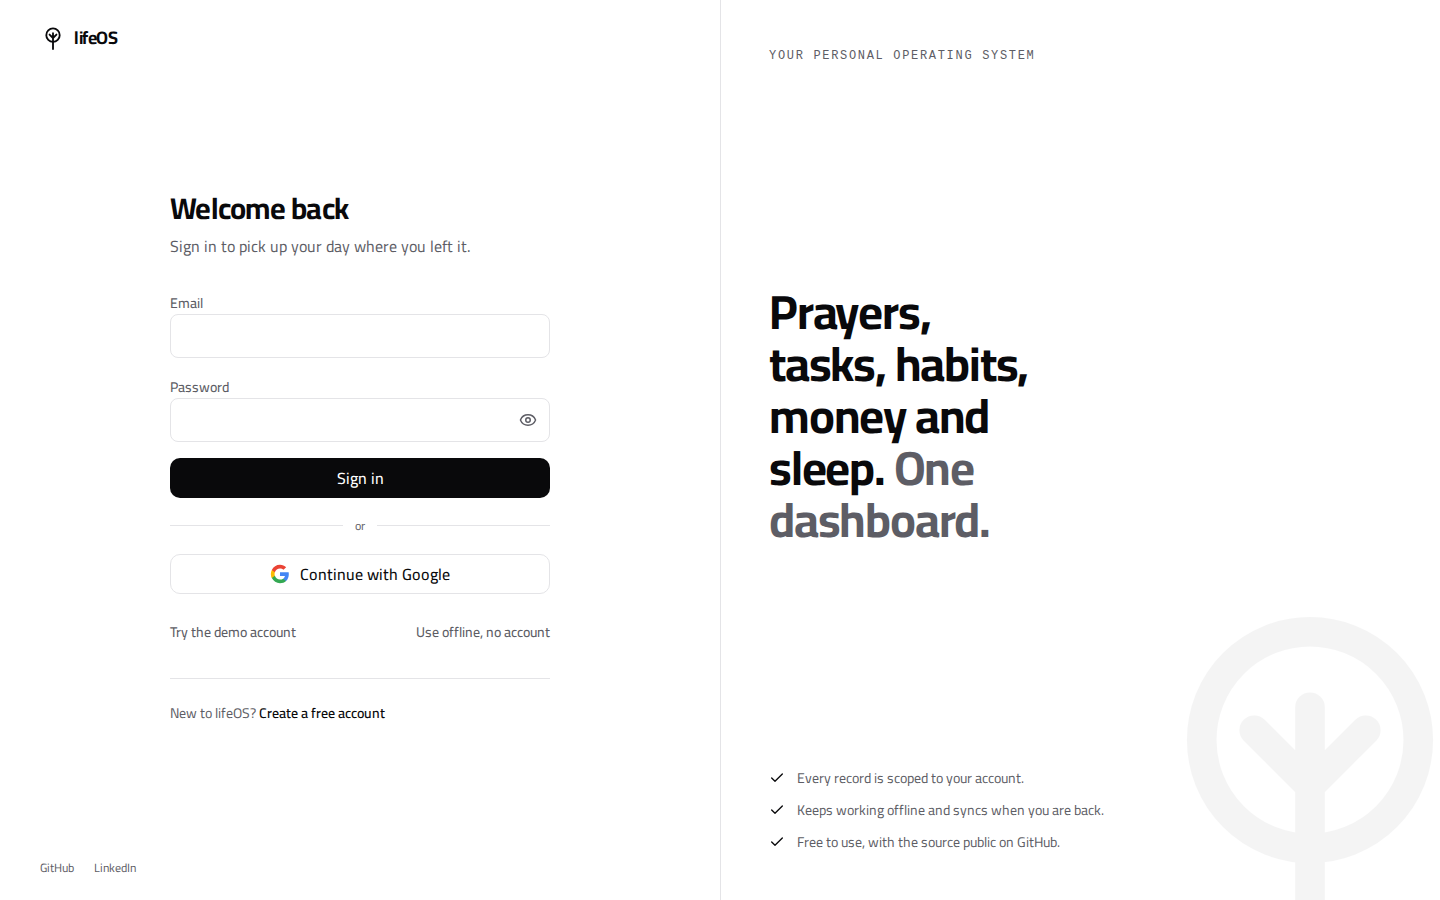 lifeOS
Welcome back
Sign in to pick up your day where you left it.
Email
Password
Sign in
or
Continue with Google
Try the demo account
Use offline, no account
New to lifeOS? Create a free account
GitHub
LinkedIn
YOUR PERSONAL OPERATING SYSTEM
Prayers,
tasks, habits,
money and
sleep. One
dashboard.
Every record is scoped to your account.
Keeps working offline and syncs when you are back.
Free to use, with the source public on GitHub.